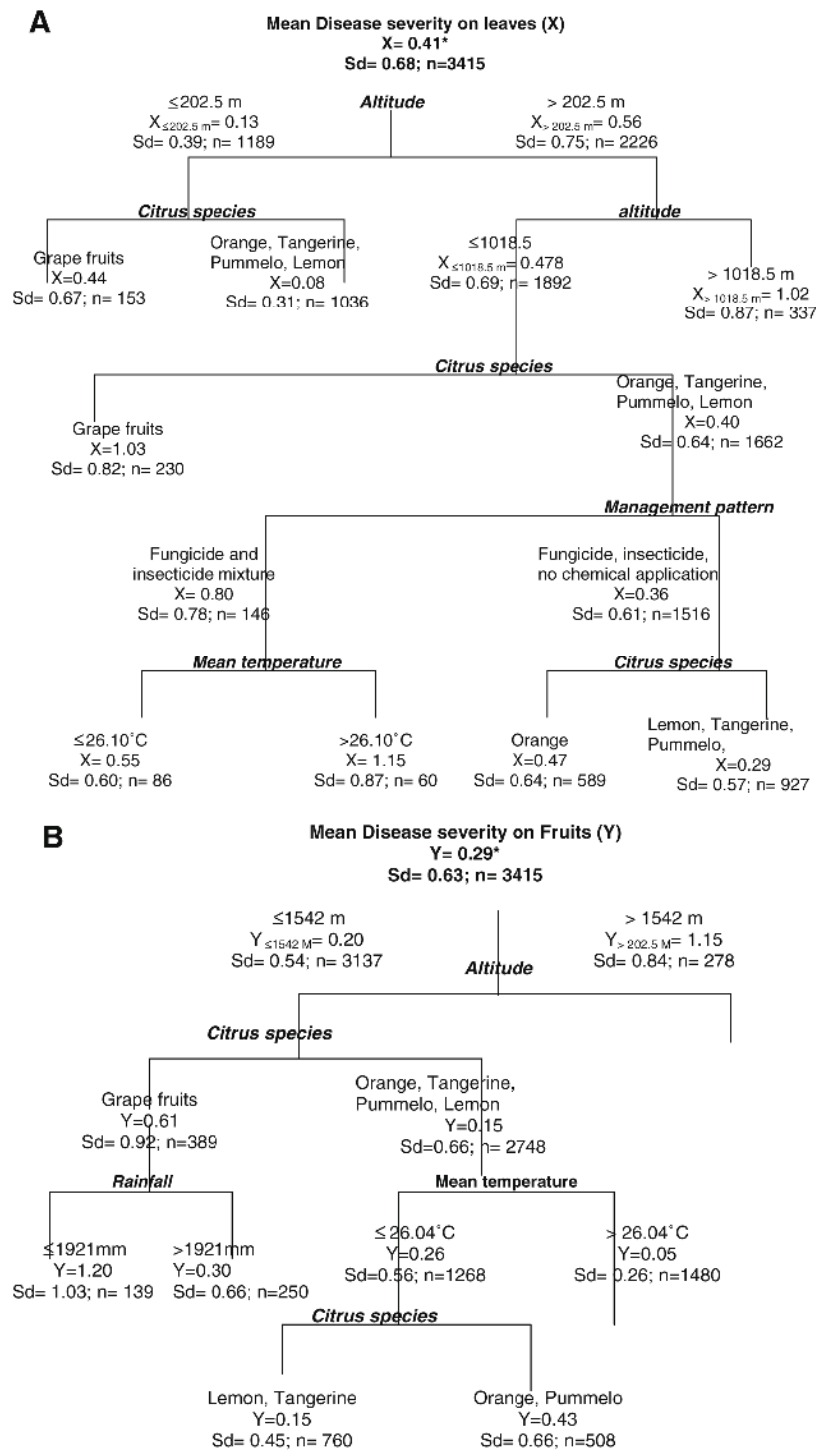 A
Mean Disease severity on leaves (X)
X= 0.41*
Sd= 0.68; n=3415
≤202.5 m
X≤202.5 m= 0.13
Sd= 0.39; n= 1189
Altitude
> 202.5 m
X> 202.5 m= 0.56
Sd= 0.75; n= 2226
Citrus species
Grape fruits
X=0.44
Sd= 0.67; n= 153
Orange, Tangerine,
Pummelo, Lemon
X=0.08
Sd= 0.31; n= 1036
altitude
≤1018.5
X≤1018.5 m= 0.478
Sd= 0.69; n= 1892
> 1018.5 m
X> 1018.5 m= 1.02
Sd= 0.87; n= 337
Citrus species
Grape fruits
X=1.03
Sd= 0.82; n= 230
Orange, Tangerine,
Pummelo, Lemon
X=0.40
Sd= 0.64; n= 1662
Management pattern
Fungicide and
insecticide mixture
X= 0.80
Sd= 0.78; n= 146
Fungicide, insecticide,
no chemical application
X=0.36
Sd= 0.61; n=1516
Mean temperature
≤26.10˚C
X= 0.55
Sd= 0.60; n= 86
>26.10˚C
X= 1.15
Sd= 0.87; n= 60
Citrus species
Orange
X=0.47
Sd= 0.64; n= 589
Lemon, Tangerine,
Pummelo,
X=0.29
Sd= 0.57; n= 927
B
Mean Disease severity on Fruits (Y)
Y= 0.29*
Sd= 0.63; n= 3415
≤1542 m
Y≤1542 M= 0.20
Sd= 0.54; n= 3137
Altitude
> 1542 m
Y> 202.5 M= 1.15
Sd= 0.84; n= 278
Citrus species
Grape fruits
Y=0.61
Sd= 0.92; n=389
Orange, Tangerine,
Pummelo, Lemon
Y=0.15
Sd=0.66; n= 2748
Rainfall
≤1921mm
Y=1.20
Sd= 1.03; n= 139
>1921mm
Y=0.30
Sd= 0.66; n=250
Mean temperature
≤ 26.04˚C
Y=0.26
Sd=0.56; n=1268
> 26.04˚C
Y=0.05
Sd= 0.26; n=1480
Citrus species
Lemon, Tangerine
Y=0.15
Sd= 0.45; n= 760
Orange, Pummelo
Y=0.43
Sd= 0.66; n=508